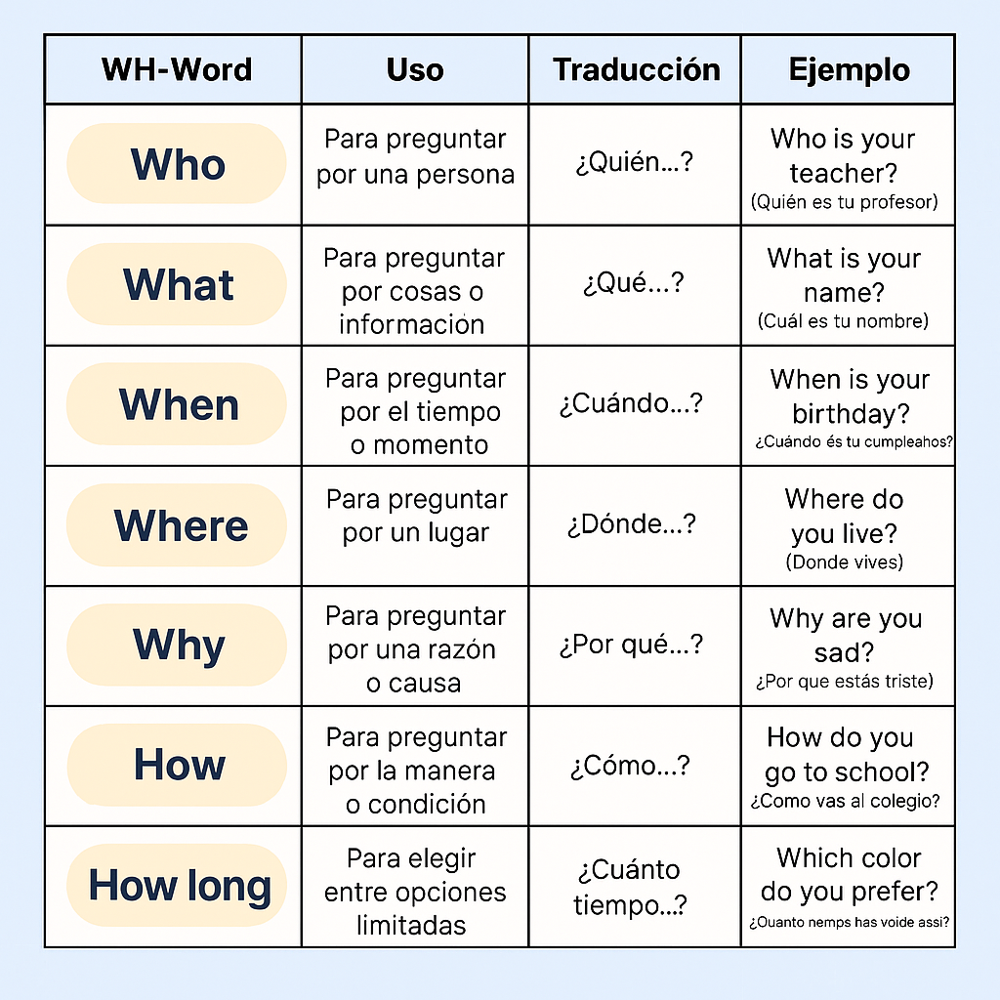 WH-Word
Uso
Traducción
Ejemplo
Who
Para preguntar
por una persona
¿Quién...?
Who is your
teacher?
(Quién es tu profesor)
What
Para preguntar
por cosas o
información
¿Qué...?
What is your
name?
(Cuál es tu nombre)
When
Para preguntar
por el tiempo
o momento
¿Cuándo...?
When is your
birthday?
¿Cuándo és tu cumpleahos?
Where
Para preguntar
por un lugar
¿Dónde...?
Where do
you live?
(Donde vives)
Why
Para preguntar
por una razón
o causa
¿Por qué...?
Why are you
sad?
¿Por que estás triste)
How
Para preguntar
por la manera
o condición
¿Cómo...?
How do you
go to school?
¿Como vas al colegio?
How long
Para elegir
entre opciones
limitadas
¿Cuánto
tiempo...?
Which color
do you prefer?
¿Ouanto nemps has voide assi?